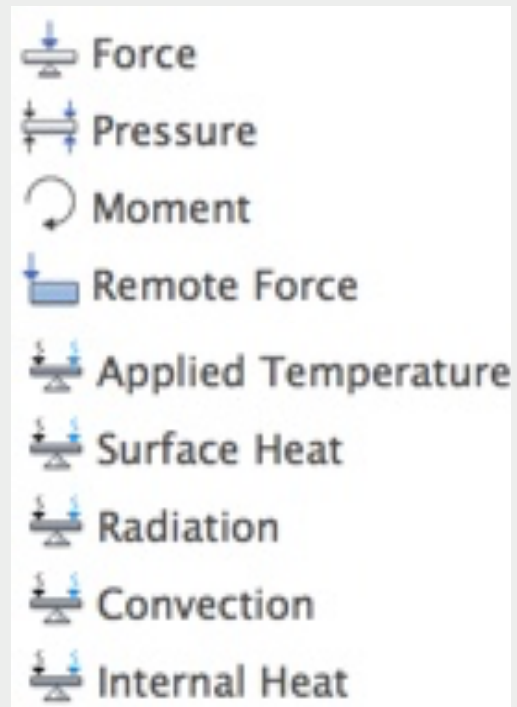 Force
Pressure
Moment
Remote Force
Applied Temperature
Surface Heat
Radiation
Convection
Internal Heat